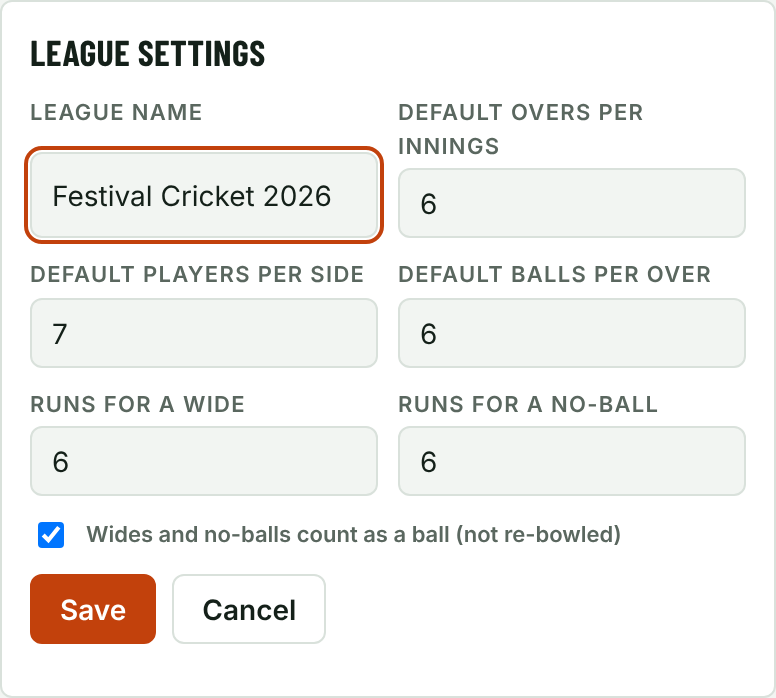 LEAGUE SETTINGS
LEAGUE NAME
Festival Cricket 2026
DEFAULT OVERS PER
INNINGS
6
DEFAULT PLAYERS PER SIDE
7
DEFAULT BALLS PER OVER
6
RUNS FOR A WIDE
6
RUNS FOR A NO-BALL
6
Wides and no-balls count as a ball (not re-bowled)
Save
Cancel